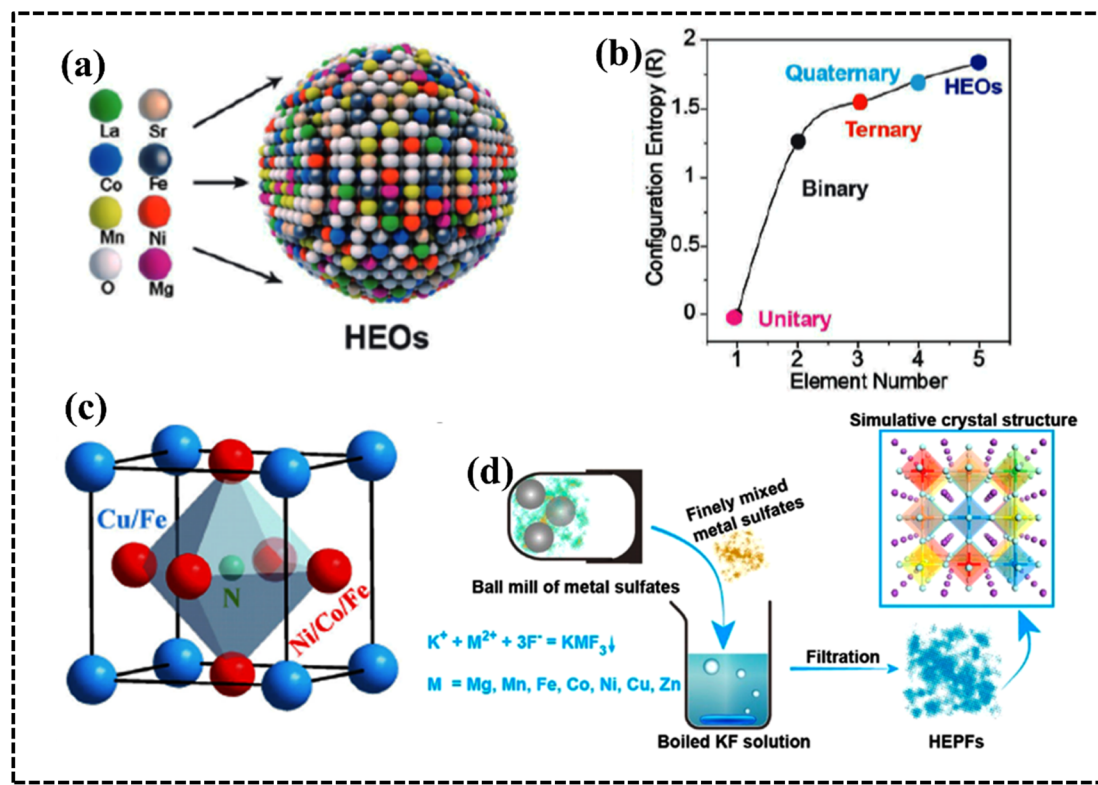 (a)
La Sr
Co Fe
Mn Ni
O Mg
HEOs
(b)
Configuration Entropy (R)
2
1.5
1
0.5
0
Quaternary
HEOs
Ternary
Binary
Unitary
1 2 3 4 5
Element Number
(c)
Cu/Fe
N
Ni/Co/Fe
(d)
Ball mill of metal sulfates
Finely mixed
metal sulfates
K⁺ + M²⁺ + 3F⁻ = KMF₃↓
M = Mg, Mn, Fe, Co, Ni, Cu, Zn
Boiled KF solution
Filtration
HEPFs
Simulative crystal structure